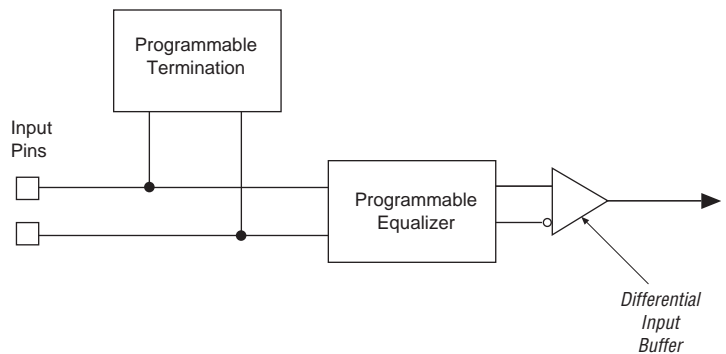 Programmable
Termination
Input
Pins
Programmable
Equalizer
Differential
Input
Buffer